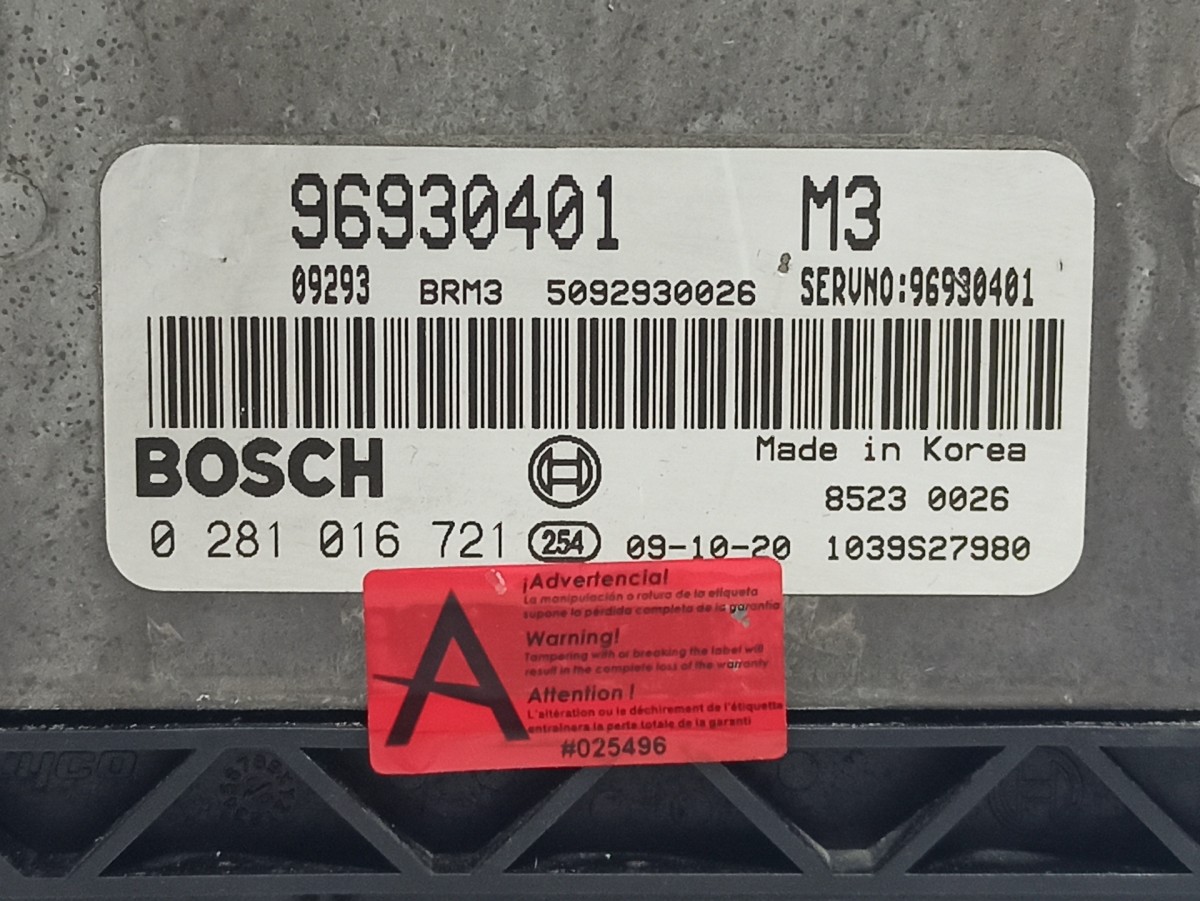 96930401 M3
09293 BRM3 5092930026 SERVNO:96930401
BOSCH
Made in Korea
8523 0026
0 281 016 721 254 09-10-20 1039S27980
A
¡Advertencia!
La manipulación o rotura de la etiqueta
supone la pérdida completa de la garantía
Warning!
Tampering with or breaking the label will
result in the complete loss of the warranty
Attention !
L'altération ou le déchirement de l'étiquette
entraînera la perte totale de la garanti
#025496